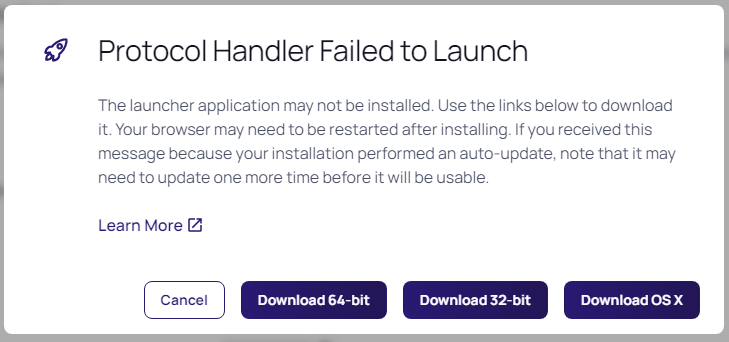 Protocol Handler Failed to Launch
The launcher application may not be installed. Use the links below to download
it. Your browser may need to be restarted after installing. If you received this
message because your installation performed an auto-update, note that it may
need to update one more time before it will be usable.
Learn More
Cancel Download 64-bit Download 32-bit Download OS X